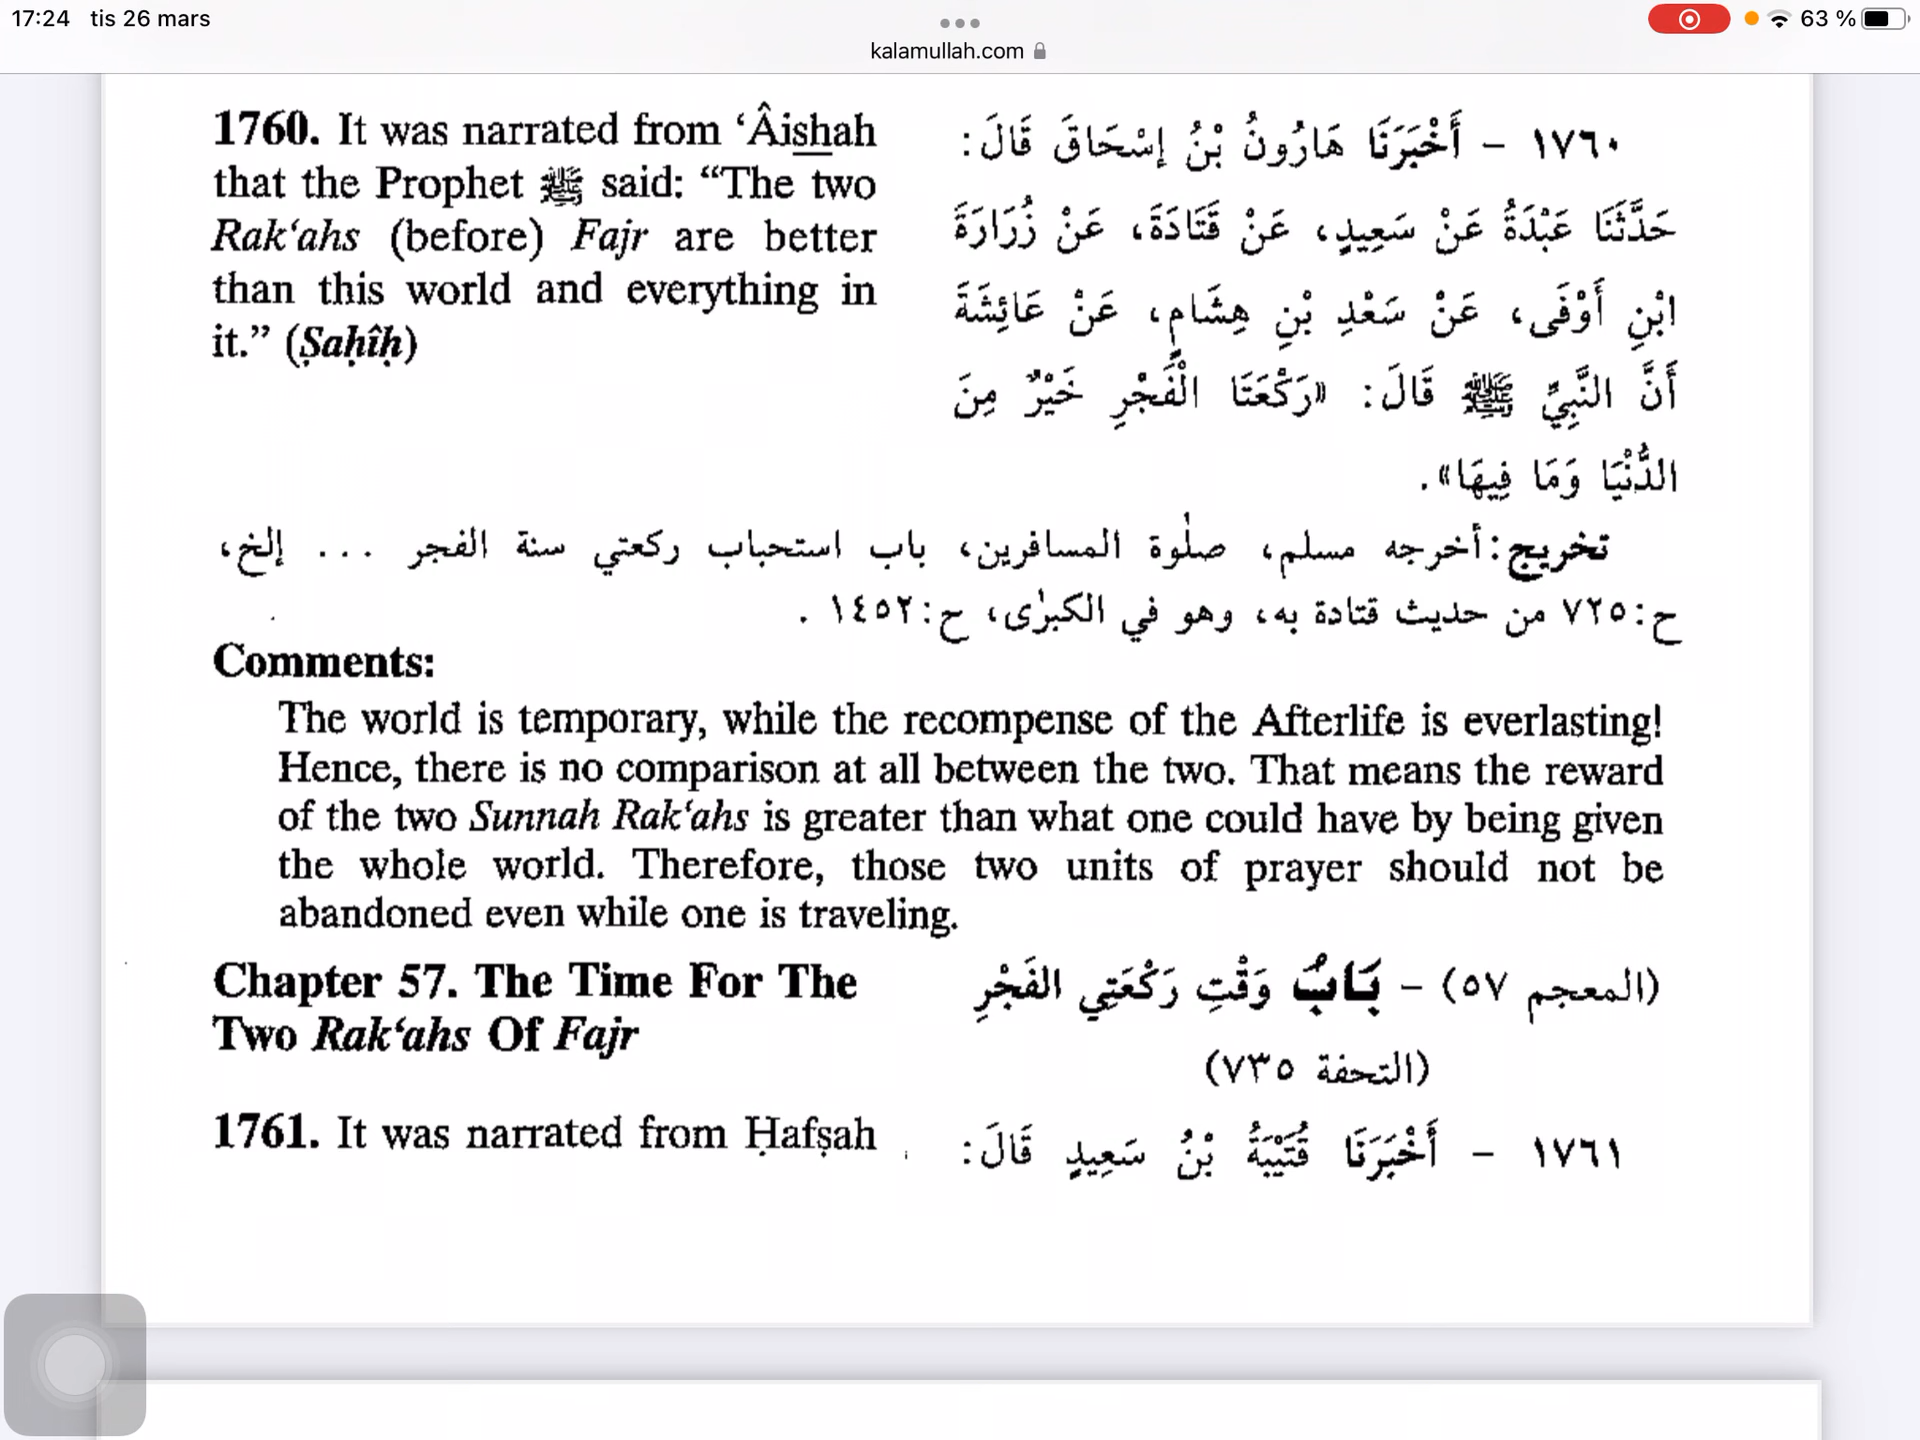 17:24 tis 26 mars
63 %
kalamullah.com
1760. It was narrated from ‘Âishah
that the Prophet ﷺ said: “The two
Rak‘ahs (before) Fajr are better
than this world and everything in
it.” (Ṣaḥîḥ)
١٧٦٠ - أَخْبَرَنَا هَارُونُ بْنُ إِسْحَاقَ قَالَ:
حَدَّثَنَا عَبْدَةُ عَنْ سَعِيدٍ، عَنْ قَتَادَةَ، عَنْ زُرَارَةَ
ابْنِ أَوْفَى، عَنْ سَعْدِ بْنِ هِشَامٍ، عَنْ عَائِشَةَ
أَنَّ النَّبِيَّ ﷺ قَالَ: «رَكْعَتَا الْفَجْرِ خَيْرٌ مِنَ
الدُّنْيَا وَمَا فِيهَا».
تخريج: أخرجه مسلم، صلٰوة المسافرين، باب استحباب ركعتي سنة الفجر ... إلخ،
ح:٧٢٥ من حديث قتادة به، وهو في الكبرٰى، ح:١٤٥٢ .
Comments:
The world is temporary, while the recompense of the Afterlife is everlasting!
Hence, there is no comparison at all between the two. That means the reward
of the two Sunnah Rak‘ahs is greater than what one could have by being given
the whole world. Therefore, those two units of prayer should not be
abandoned even while one is traveling.
Chapter 57. The Time For The
Two Rak‘ahs Of Fajr
(المعجم ٥٧) - بَابُ وَقْتِ رَكْعَتِي الفَجْرِ
(التحفة ٧٣٥)
1761. It was narrated from Ḥafṣah
١٧٦١ - أَخْبَرَنَا قُتَيْبَةُ بْنُ سَعِيدٍ قَالَ: